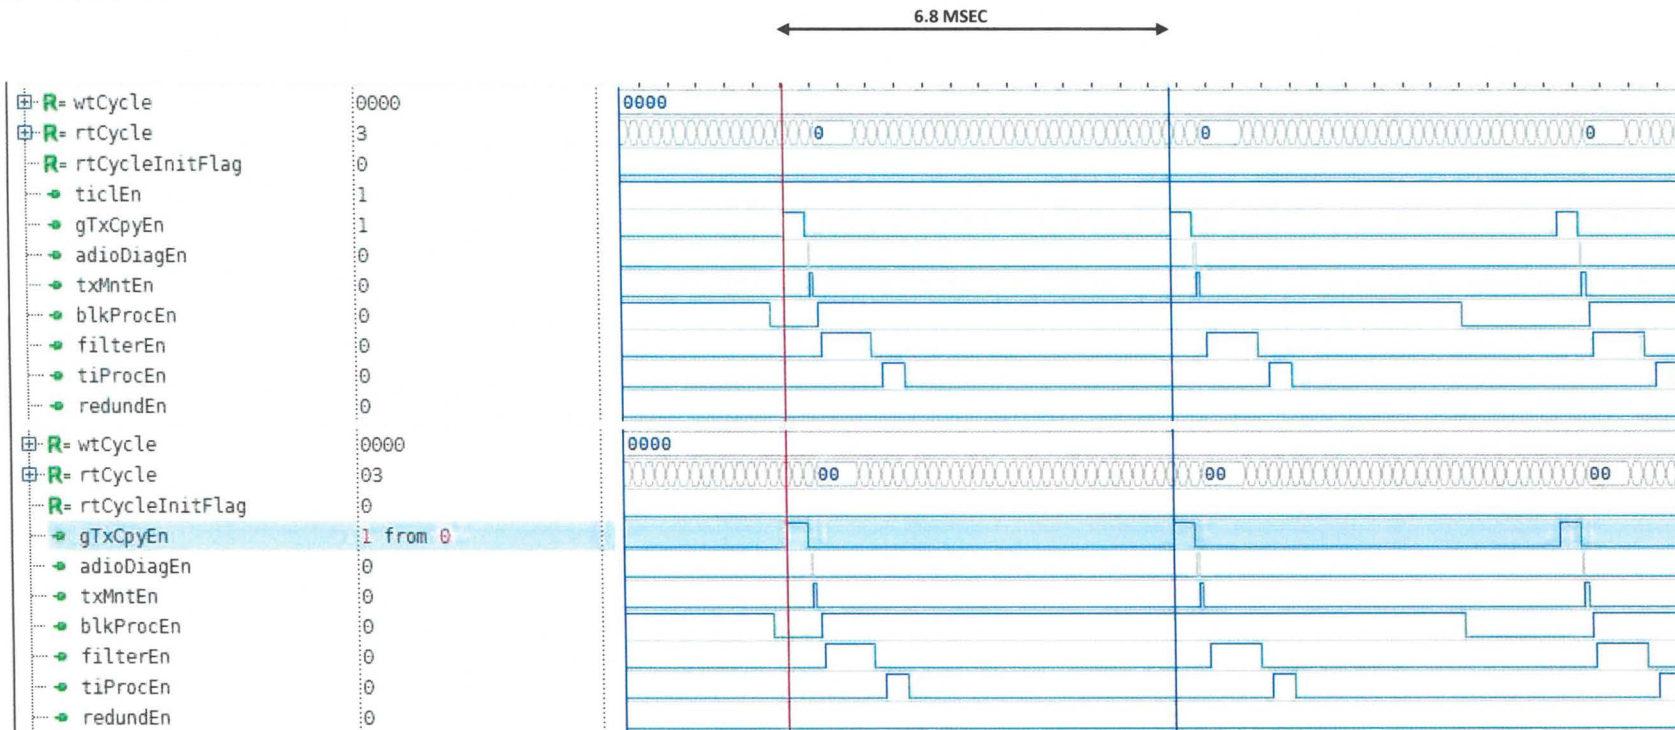 6.8 MSEC
R= wtCycle 0000 0000
R= rtCycle 3 0 0 0
R= rtCycleInitFlag 0
ticlEn 1
gTxCpyEn 1
adioDiagEn 0
txMntEn 0
blkProcEn 0
filterEn 0
tiProcEn 0
redundEn 0
R= wtCycle 0000 0000
R= rtCycle 03 00 00 00
R= rtCycleInitFlag 0
gTxCpyEn 1 from 0
adioDiagEn 0
txMntEn 0
blkProcEn 0
filterEn 0
tiProcEn 0
redundEn 0